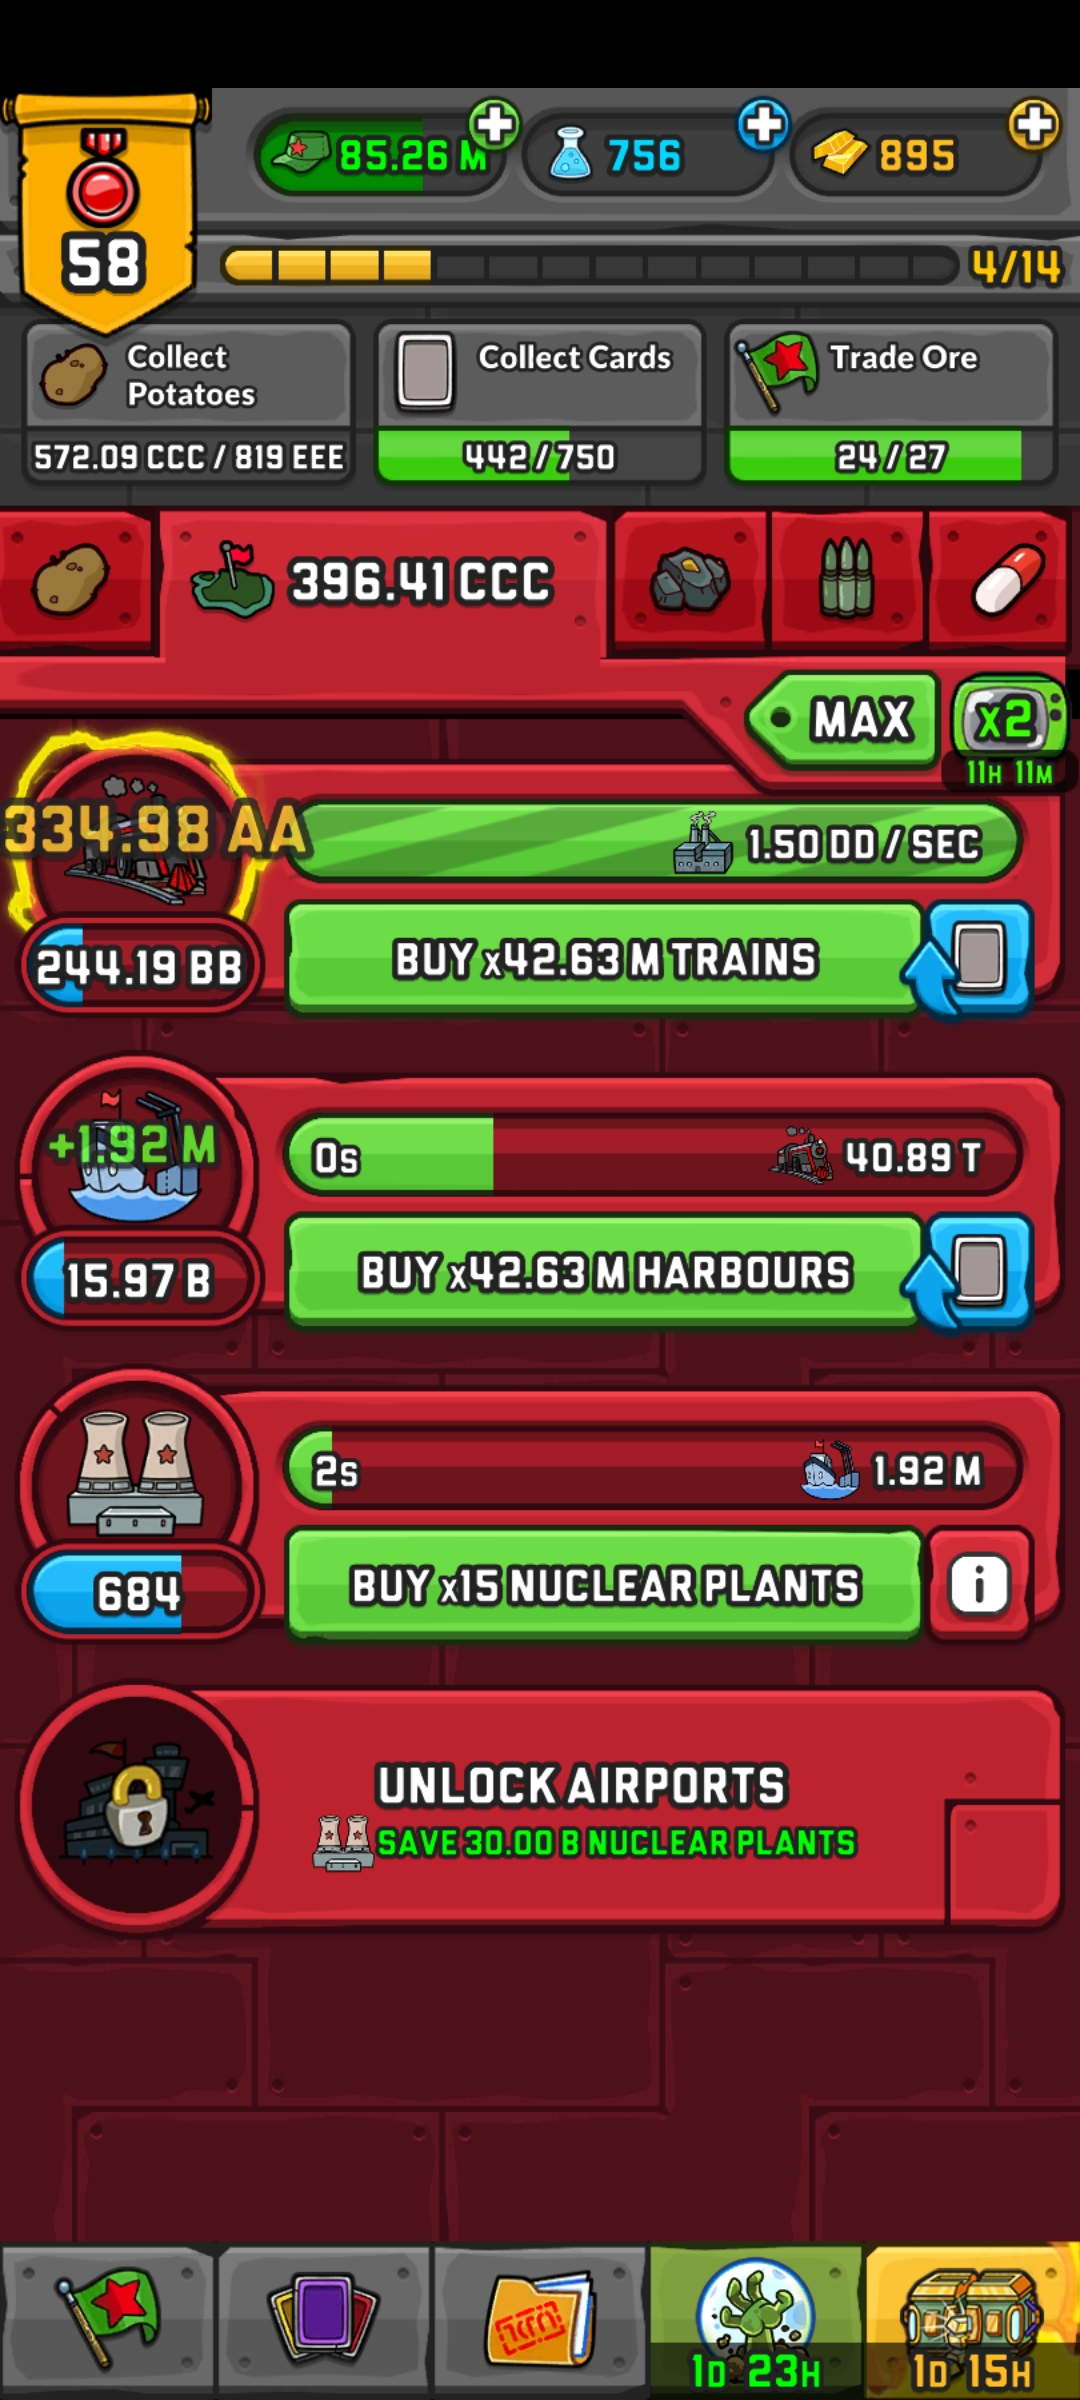 85.26 M
756
895
58
4/14
Collect
Potatoes
572.09 CCC / 819 EEE
Collect Cards
442/750
Trade Ore
24/27
396.41 CCC
MAX
x2
11H 11M
334.98 AA
1.50 DD / SEC
244.19 BB
BUY x42.63 M TRAINS
+1.92 M
0s
40.89 T
15.97 B
BUY x42.63 M HARBOURS
2s
1.92 M
684
BUY x15 NUCLEAR PLANTS
i
UNLOCK AIRPORTS
SAVE 30.00 B NUCLEAR PLANTS
1D 23H
1D 15H